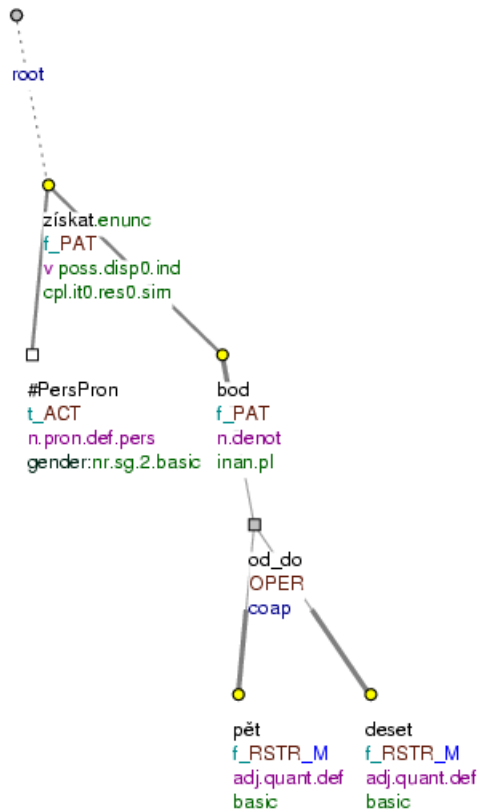 root
získat.enunc
f_PAT
v poss.disp0.ind
cpl.it0.res0.sim
#PersPron
t_ACT
n.pron.def.pers
gender:nr.sg.2.basic
bod
f_PAT
n.denot
inan.pl
od_do
OPER
coap
pět
f_RSTR_M
adj.quant.def
basic
deset
f_RSTR_M
adj.quant.def
basic